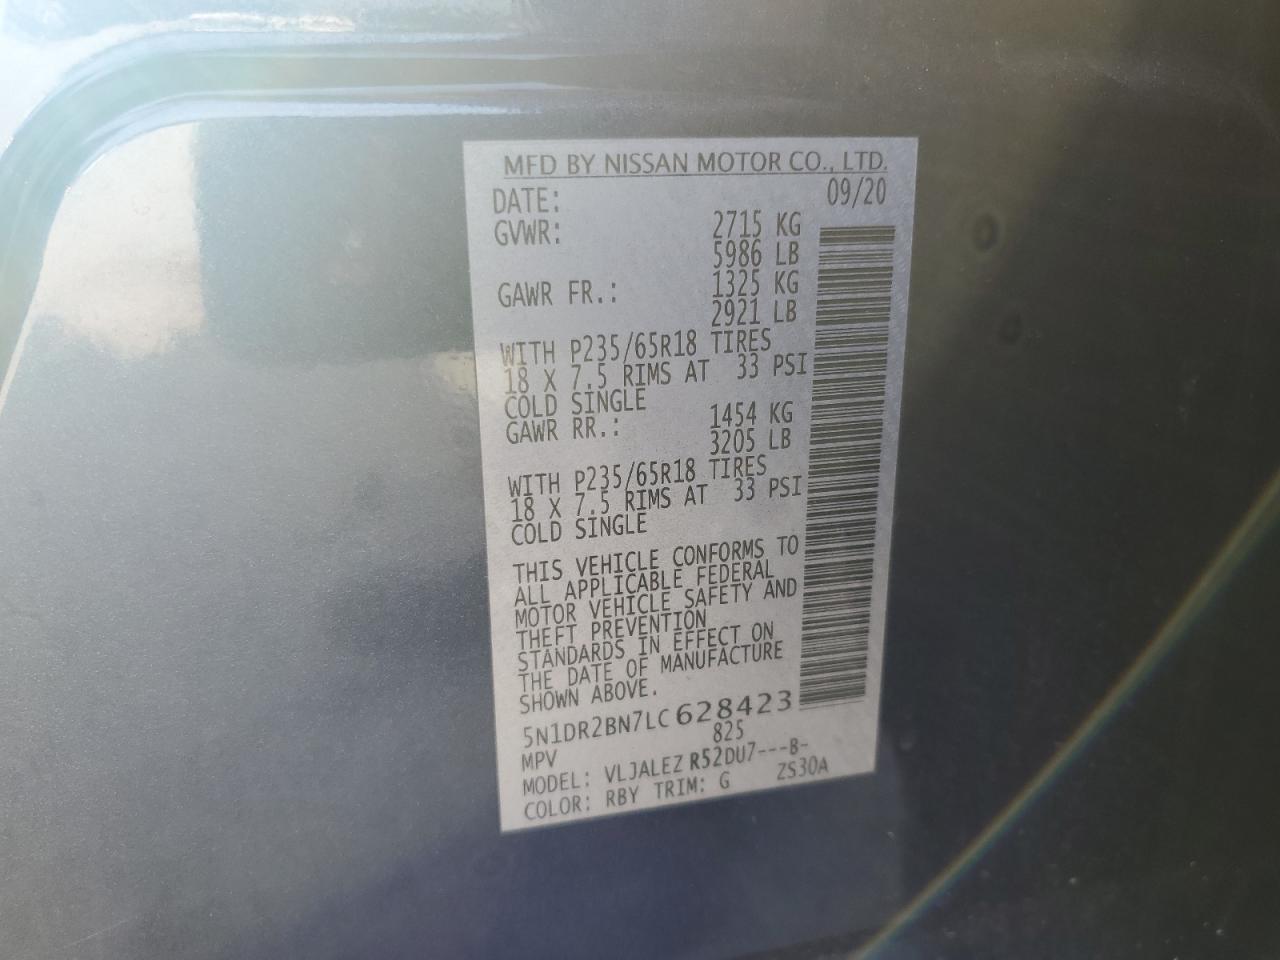 MFD BY NISSAN MOTOR CO., LTD.
DATE: 09/20
GVWR: 2715 KG
5986 LB
GAWR FR.: 1325 KG
2921 LB
WITH P235/65R18 TIRES
18 X 7.5 RIMS AT 33 PSI
COLD SINGLE
GAWR RR.: 1454 KG
3205 LB
WITH P235/65R18 TIRES
18 X 7.5 RIMS AT 33 PSI
COLD SINGLE
THIS VEHICLE CONFORMS TO
ALL APPLICABLE FEDERAL
MOTOR VEHICLE SAFETY AND
THEFT PREVENTION
STANDARDS IN EFFECT ON
THE DATE OF MANUFACTURE
SHOWN ABOVE.
5N1DR2BN7LC628423
MPV 825
MODEL: VLJALEZ R52DU7---B-
COLOR: RBY TRIM: G ZS30A